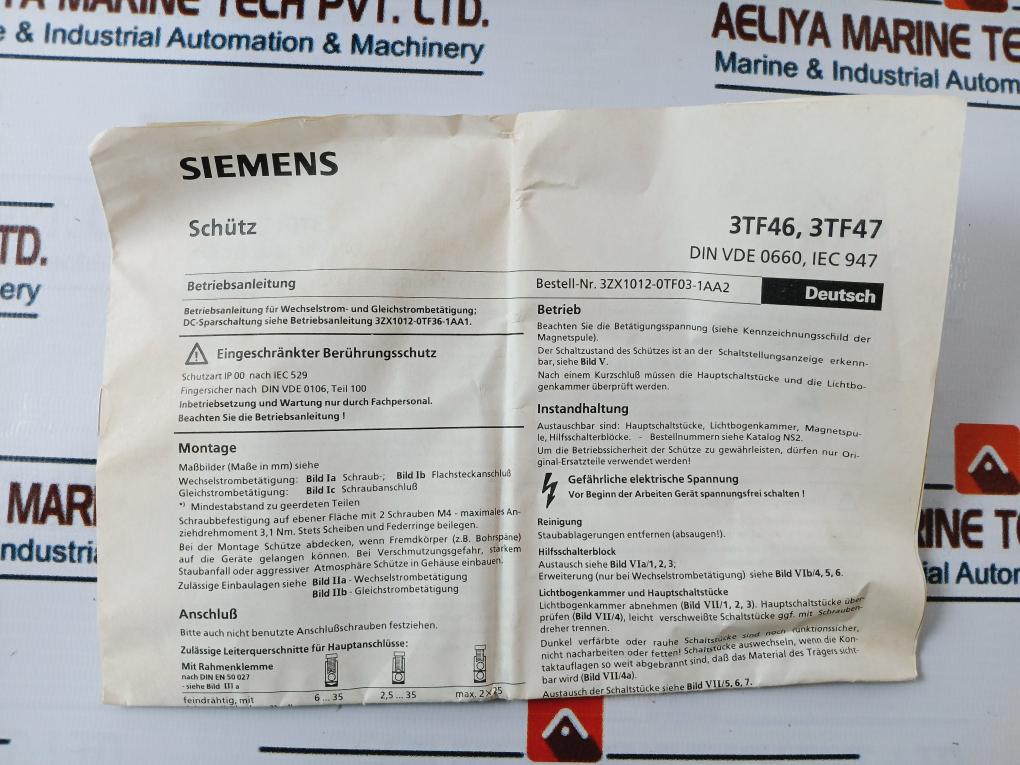 MARINE TECH PVT. LTD.
e & Industrial Automation & Machinery
AELIYA MARINE TE
Marine & Industrial Autom
TD.
ery
MAR
ndustri
INE TE
ial Autor
SIEMENS
Schütz
3TF46, 3TF47
DIN VDE 0660, IEC 947
Betriebsanleitung
Bestell-Nr. 3ZX1012-0TF03-1AA2
Deutsch
Betriebsanleitung für Wechselstrom- und Gleichstrombetätigung;
DC-Sparschaltung siehe Betriebsanleitung 3ZX1012-0TF36-1AA1.
Eingeschränkter Berührungsschutz
Schutzart IP 00 nach IEC 529
Fingersicher nach DIN VDE 0106, Teil 100
Inbetriebsetzung und Wartung nur durch Fachpersonal.
Beachten Sie die Betriebsanleitung !
Montage
Maßbilder (Maße in mm) siehe
Wechselstrombetätigung: Bild Ia Schraub-; Bild Ib Flachsteckanschluß
Gleichstrombetätigung: Bild Ic Schraubanschluß
*) Mindestabstand zu geerdeten Teilen
Schraubbefestigung auf ebener Fläche mit 2 Schrauben M4 - maximales An-
ziehdrehmoment 3,1 Nm. Stets Scheiben und Federringe beilegen.
Bei der Montage Schütze abdecken, wenn Fremdkörper (z.B. Bohrspäne)
auf die Geräte gelangen können. Bei Verschmutzungsgefahr, starkem
Staubanfall oder aggressiver Atmosphäre Schütze in Gehäuse einbauen.
Zulässige Einbaulagen siehe Bild IIa - Wechselstrombetätigung
Bild IIb - Gleichstrombetätigung
Anschluß
Bitte auch nicht benutzte Anschlußschrauben festziehen.
Zulässige Leiterquerschnitte für Hauptanschlüsse:
Mit Rahmenklemme
nach DIN EN 50 027
- siehe Bild III a
feindrähtig, mit 6 ... 35 2,5 ... 35 max. 2×25
Betrieb
Beachten Sie die Betätigungsspannung (siehe Kennzeichnungsschild der
Magnetspule).
Der Schaltzustand des Schützes ist an der Schaltstellungsanzeige erkenn-
bar, siehe Bild V.
Nach einem Kurzschluß müssen die Hauptschaltstücke und die Lichtbo-
genkammer überprüft werden.
Instandhaltung
Austauschbar sind: Hauptschaltstücke, Lichtbogenkammer, Magnetspu-
le, Hilfsschalterblöcke. - Bestellnummern siehe Katalog NS2.
Um die Betriebssicherheit der Schütze zu gewährleisten, dürfen nur Ori-
ginal-Ersatzteile verwendet werden!
Gefährliche elektrische Spannung
Vor Beginn der Arbeiten Gerät spannungsfrei schalten !
Reinigung
Staubablagerungen entfernen (absaugen!).
Hilfsschalterblock
Austausch siehe Bild VIa/1, 2, 3;
Erweiterung (nur bei Wechselstrombetätigung) siehe Bild VIb/4, 5, 6.
Lichtbogenkammer und Hauptschaltstücke
Lichtbogenkammer abnehmen (Bild VII/1, 2, 3). Hauptschaltstücke über-
prüfen (Bild VII/4), leicht verschweißte Schaltstücke ggf. mit Schrauben-
dreher trennen.
Dunkel verfärbte oder rauhe Schaltstücke sind noch funktionssicher,
nicht nacharbeiten oder fetten! Schaltstücke auswechseln, wenn die Kon-
taktauflagen so weit abgebrannt sind, daß das Material des Trägers sicht-
bar wird (Bild VII/4a).
Austausch der Schaltstücke siehe Bild VII/5, 6, 7.